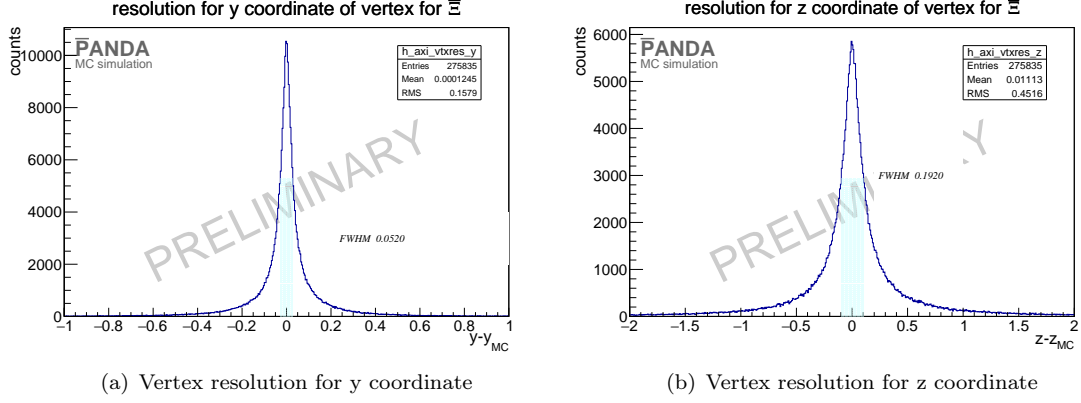 resolution for y coordinate of vertex for Ξ̅
counts
P̅ANDA
MC simulation
h_axi_vtxres_y
Entries 275835
Mean 0.0001245
RMS 0.1579
10000
8000
6000
4000
2000
0
PRELIMINARY
FWHM 0.0520
−1 −0.8 −0.6 −0.4 −0.2 0 0.2 0.4 0.6 0.8 1
y-y_MC
(a) Vertex resolution for y coordinate
resolution for z coordinate of vertex for Ξ̅
counts
P̅ANDA
MC simulation
h_axi_vtxres_z
Entries 275835
Mean 0.01113
RMS 0.4516
6000
5000
4000
3000
2000
1000
0
PRELIMINARY
FWHM 0.1920
−2 −1.5 −1 −0.5 0 0.5 1 1.5 2
z-z_MC
(b) Vertex resolution for z coordinate